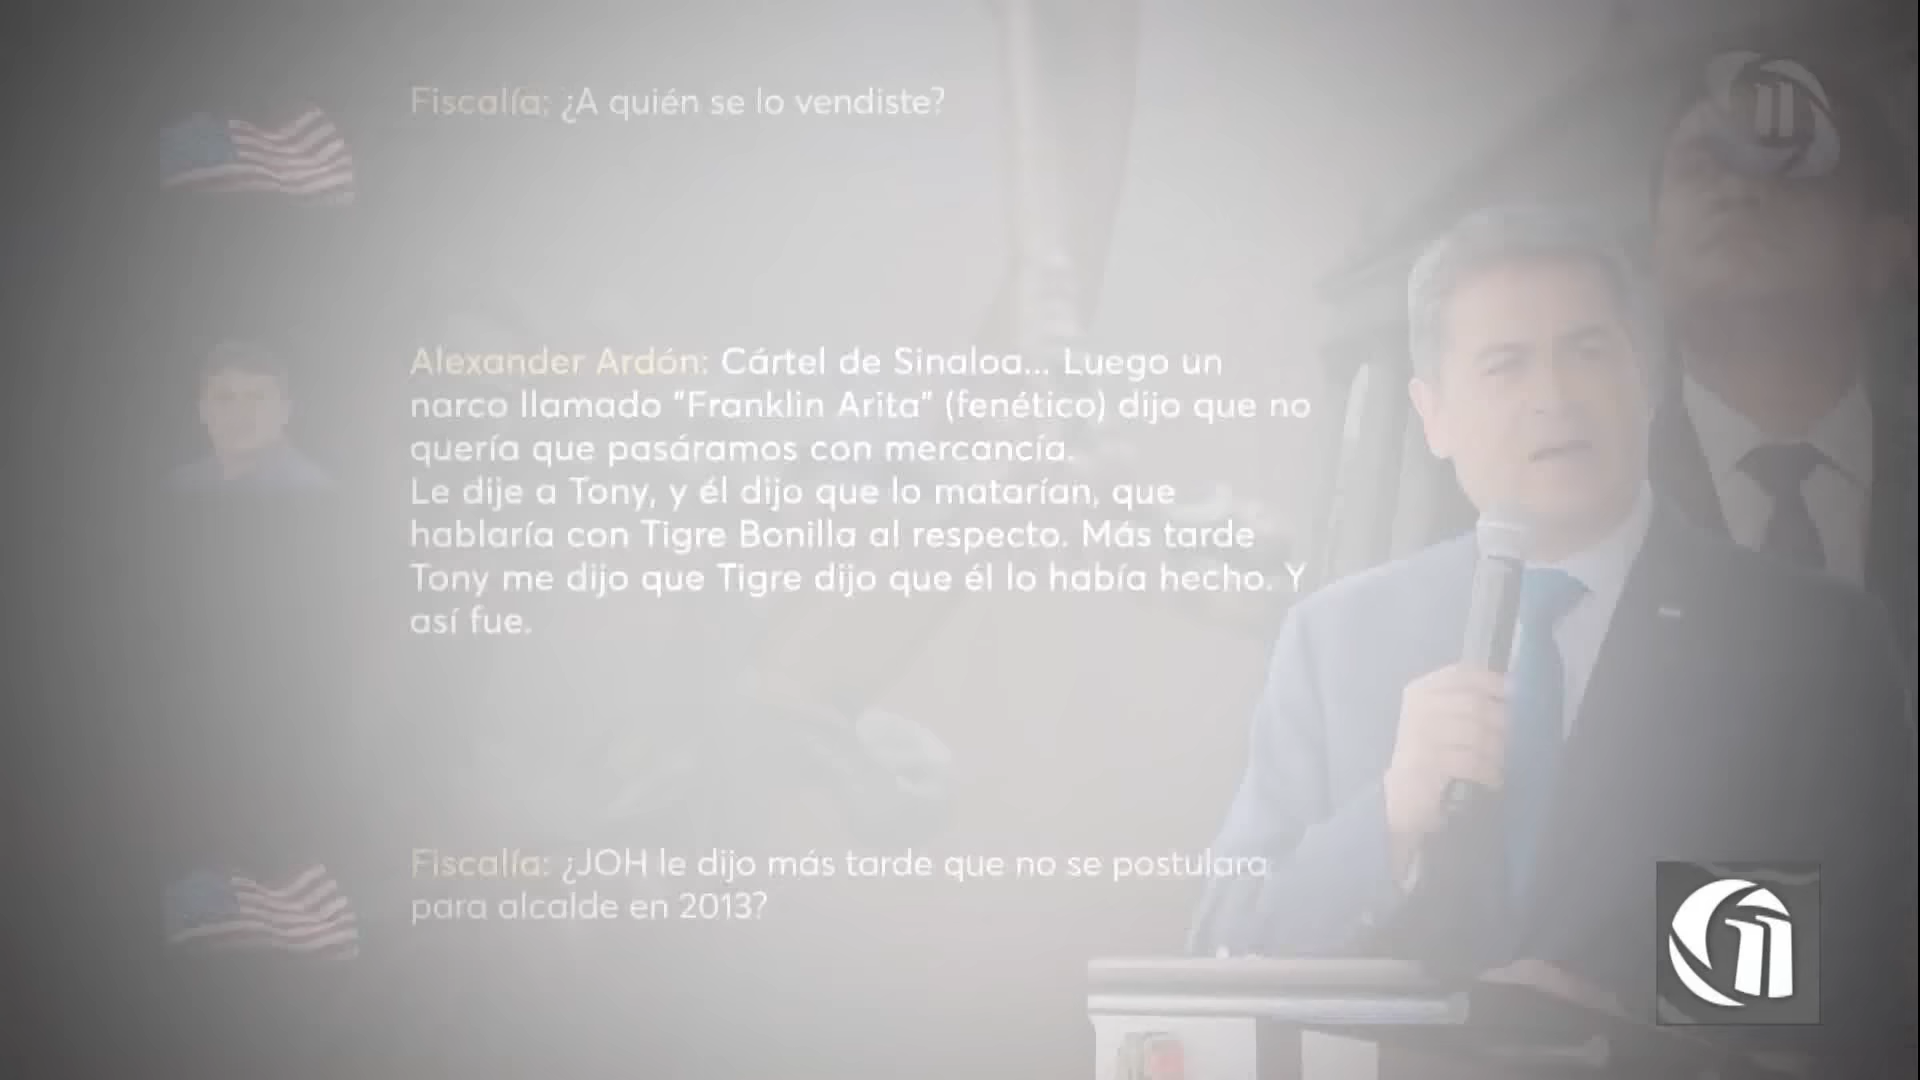 Fiscalía: ¿A quién se lo vendiste?
Alexander Ardón: Cártel de Sinaloa... Luego un
narco llamado "Franklin Arita" (fenético) dijo que no
quería que pasáramos con mercancía.
Le dije a Tony, y él dijo que lo matarían, que
hablaría con Tigre Bonilla al respecto. Más tarde
Tony me dijo que Tigre dijo que él lo había hecho. Y
así fue.
Fiscalía: ¿JOH le dijo más tarde que no se postulara
para alcalde en 2013?